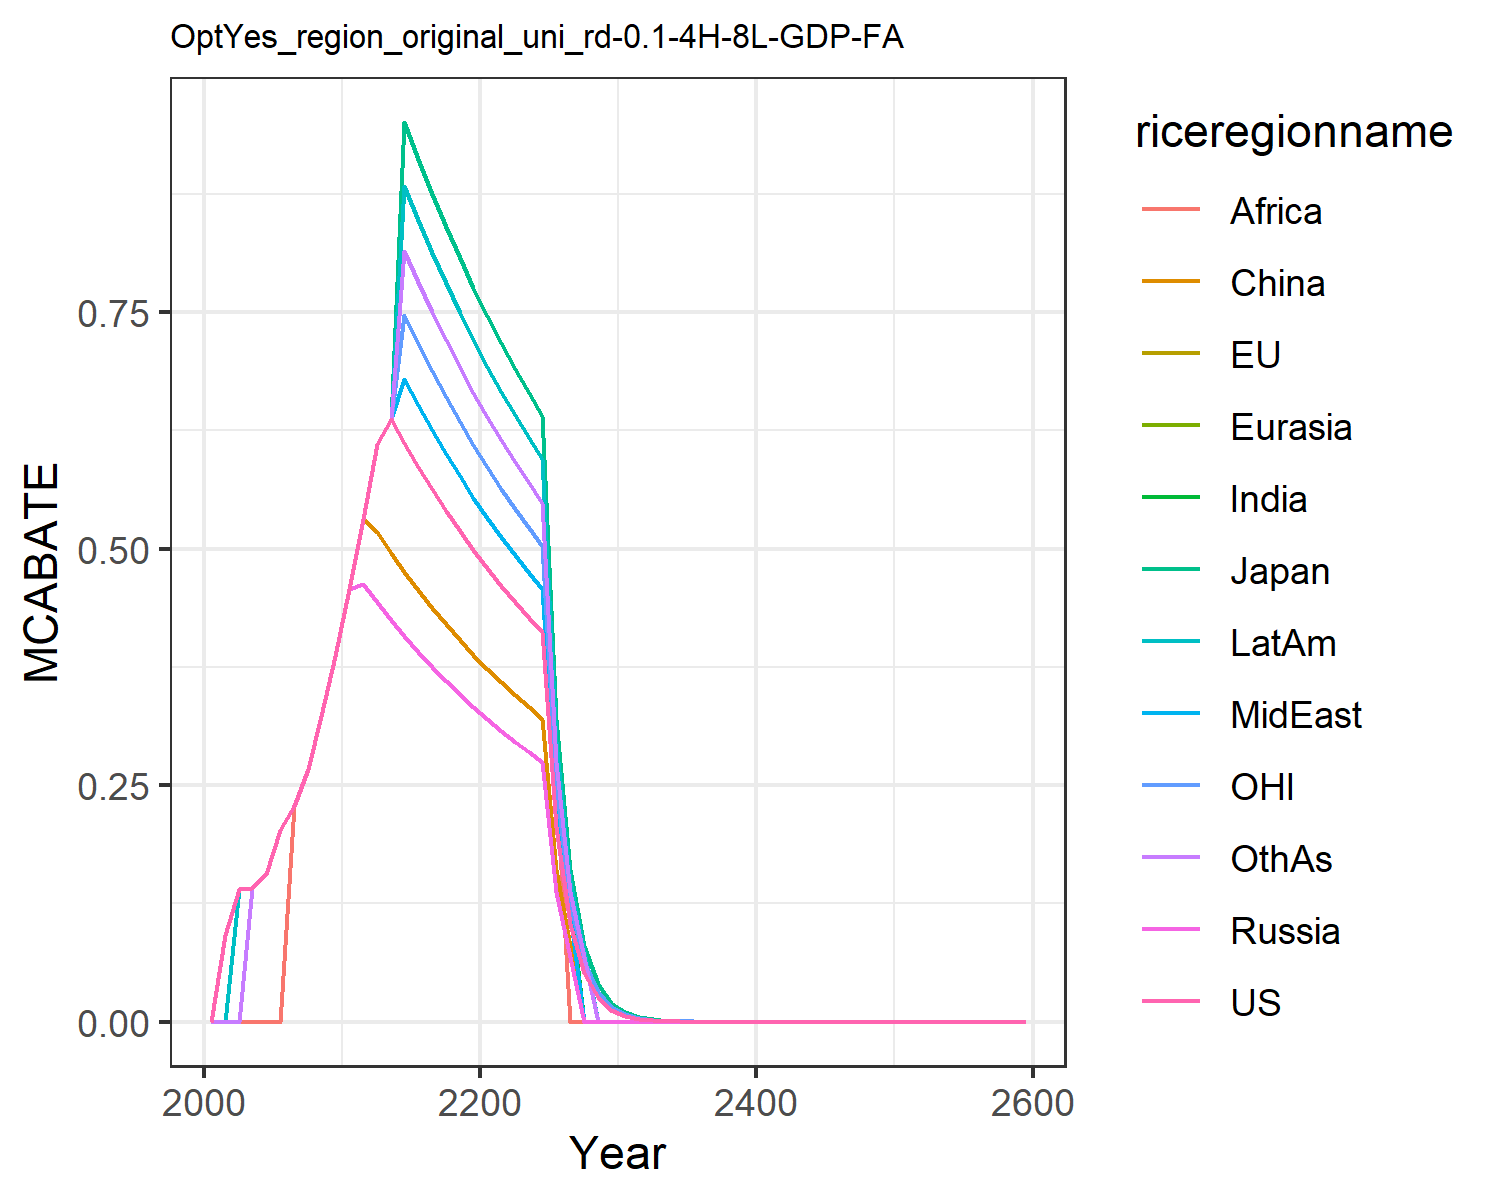 OptYes_region_original_uni_rd-0.1-4H-8L-GDP-FA
MCABATE
0.75
0.50
0.25
0.00
2000
2200
2400
2600
Year
riceregionname
Africa
China
EU
Eurasia
India
Japan
LatAm
MidEast
OHI
OthAs
Russia
US